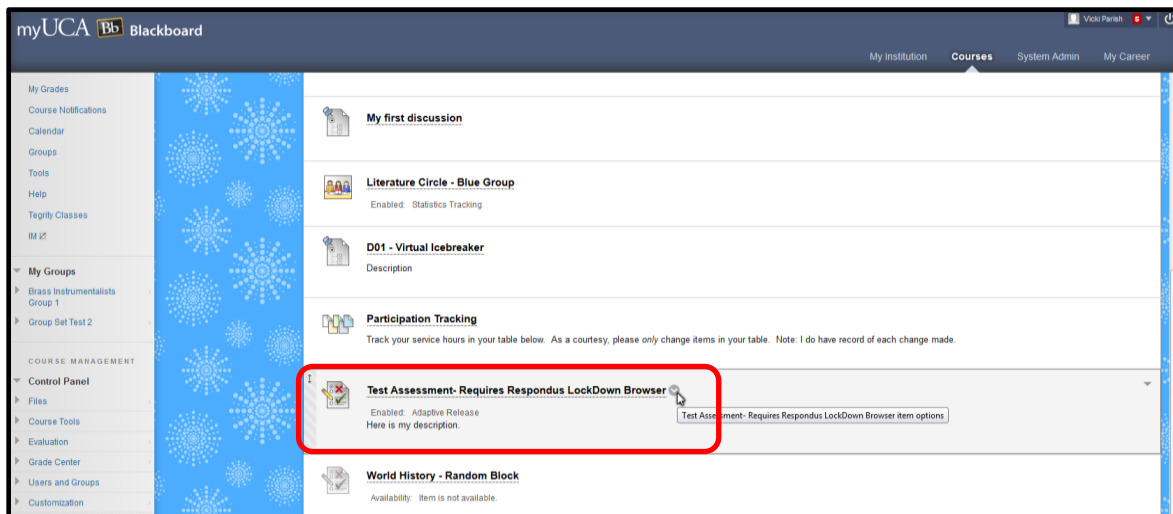 myUCA Bb Blackboard
Vicki Parish 5
My Institution Courses System Admin My Career
My Grades
Course Notifications
Calendar
Groups
Tools
Help
Tegrity Classes
IM
My Groups
Brass Instrumentalists
Group 1
Group Set Test 2
COURSE MANAGEMENT
Control Panel
Files
Course Tools
Evaluation
Grade Center
Users and Groups
Customization
My first discussion
Literature Circle - Blue Group
Enabled: Statistics Tracking
D01 - Virtual Icebreaker
Description
Participation Tracking
Track your service hours in your table below. As a courtesy, please only change items in your table. Note: I do have record of each change made.
Test Assessment- Requires Respondus LockDown Browser
Enabled: Adaptive Release
Here is my description.
Test Assessment- Requires Respondus LockDown Browser item options
World History - Random Block
Availability: Item is not available.